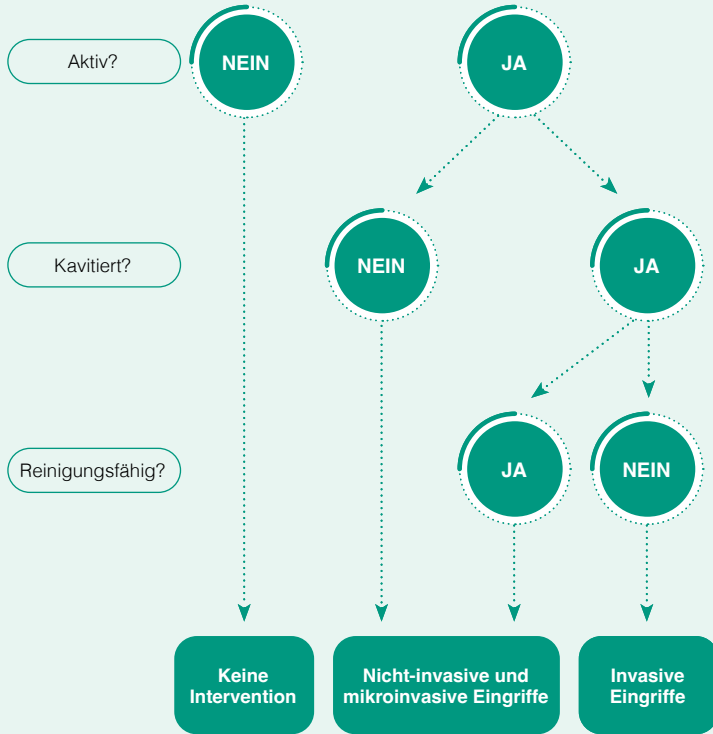 Aktiv?
NEIN
JA
Kavitiert?
NEIN
JA
Reinigungsfähig?
JA
NEIN
Keine
Intervention
Nicht-invasive und
mikroinvasive Eingriffe
Invasive
Eingriffe